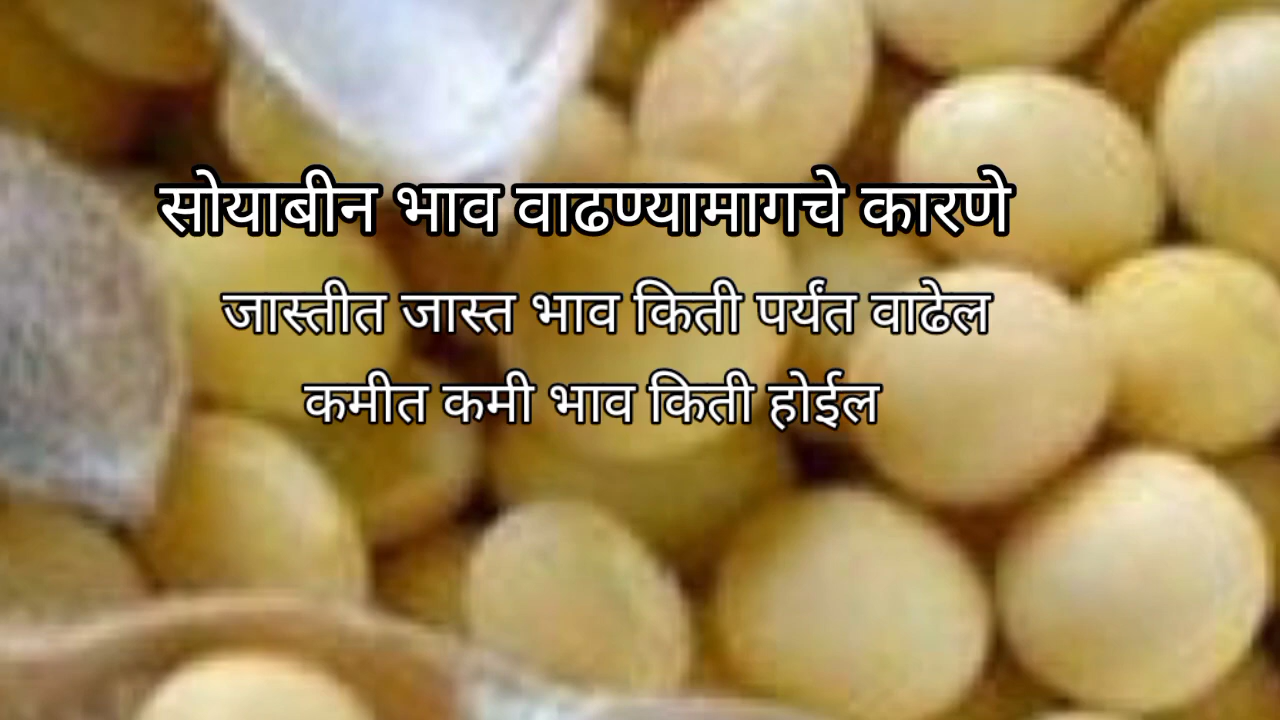 सोयाबीन भाव वाढण्यामागचे कारणे
जास्तीत जास्त भाव किती पर्यंत वाढेल
कमीत कमी भाव किती होईल